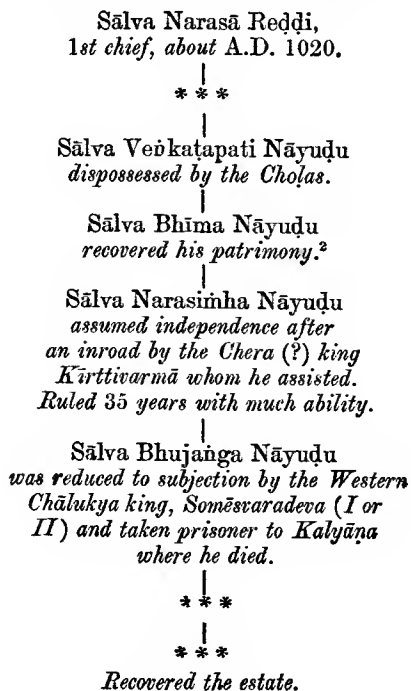 Sālva Narasā Reḍḍi,
1st chief, about A.D. 1020.
* * *
Sālva Veṅkaṭapati Nāyuḍu
dispossessed by the Choḷas.
Sālva Bhīma Nāyuḍu
recovered his patrimony.²
Sālva Narasiṁha Nāyuḍu
assumed independence after
an inroad by the Chera (?) king
Kīrttivarmā whom he assisted.
Ruled 35 years with much ability.
Sālva Bhujaṅga Nāyuḍu
was reduced to subjection by the Western
Chālukya king, Somēsvaradeva (I or
II) and taken prisoner to Kalyāṇa
where he died.
* * *
* * *
Recovered the estate.